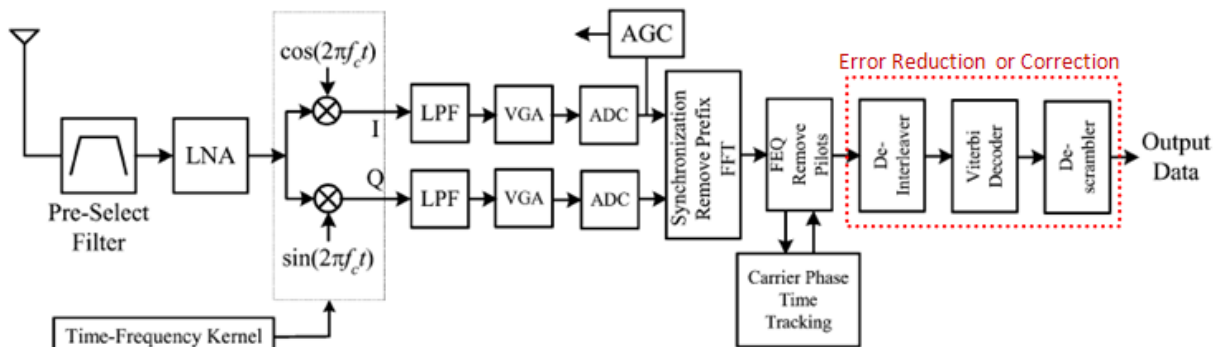 AGC
Error Reduction or Correction
cos(2πf_c t)
I
LPF
VGA
ADC
Pre-Select
Filter
LNA
Q
LPF
VGA
ADC
sin(2πf_c t)
Time-Frequency Kernel
Synchronization
Remove Prefix
FFT
FEQ
Remove
Pilots
Carrier Phase
Time
Tracking
De-
Interleaver
Viterbi
Decoder
De-
scrambler
Output
Data